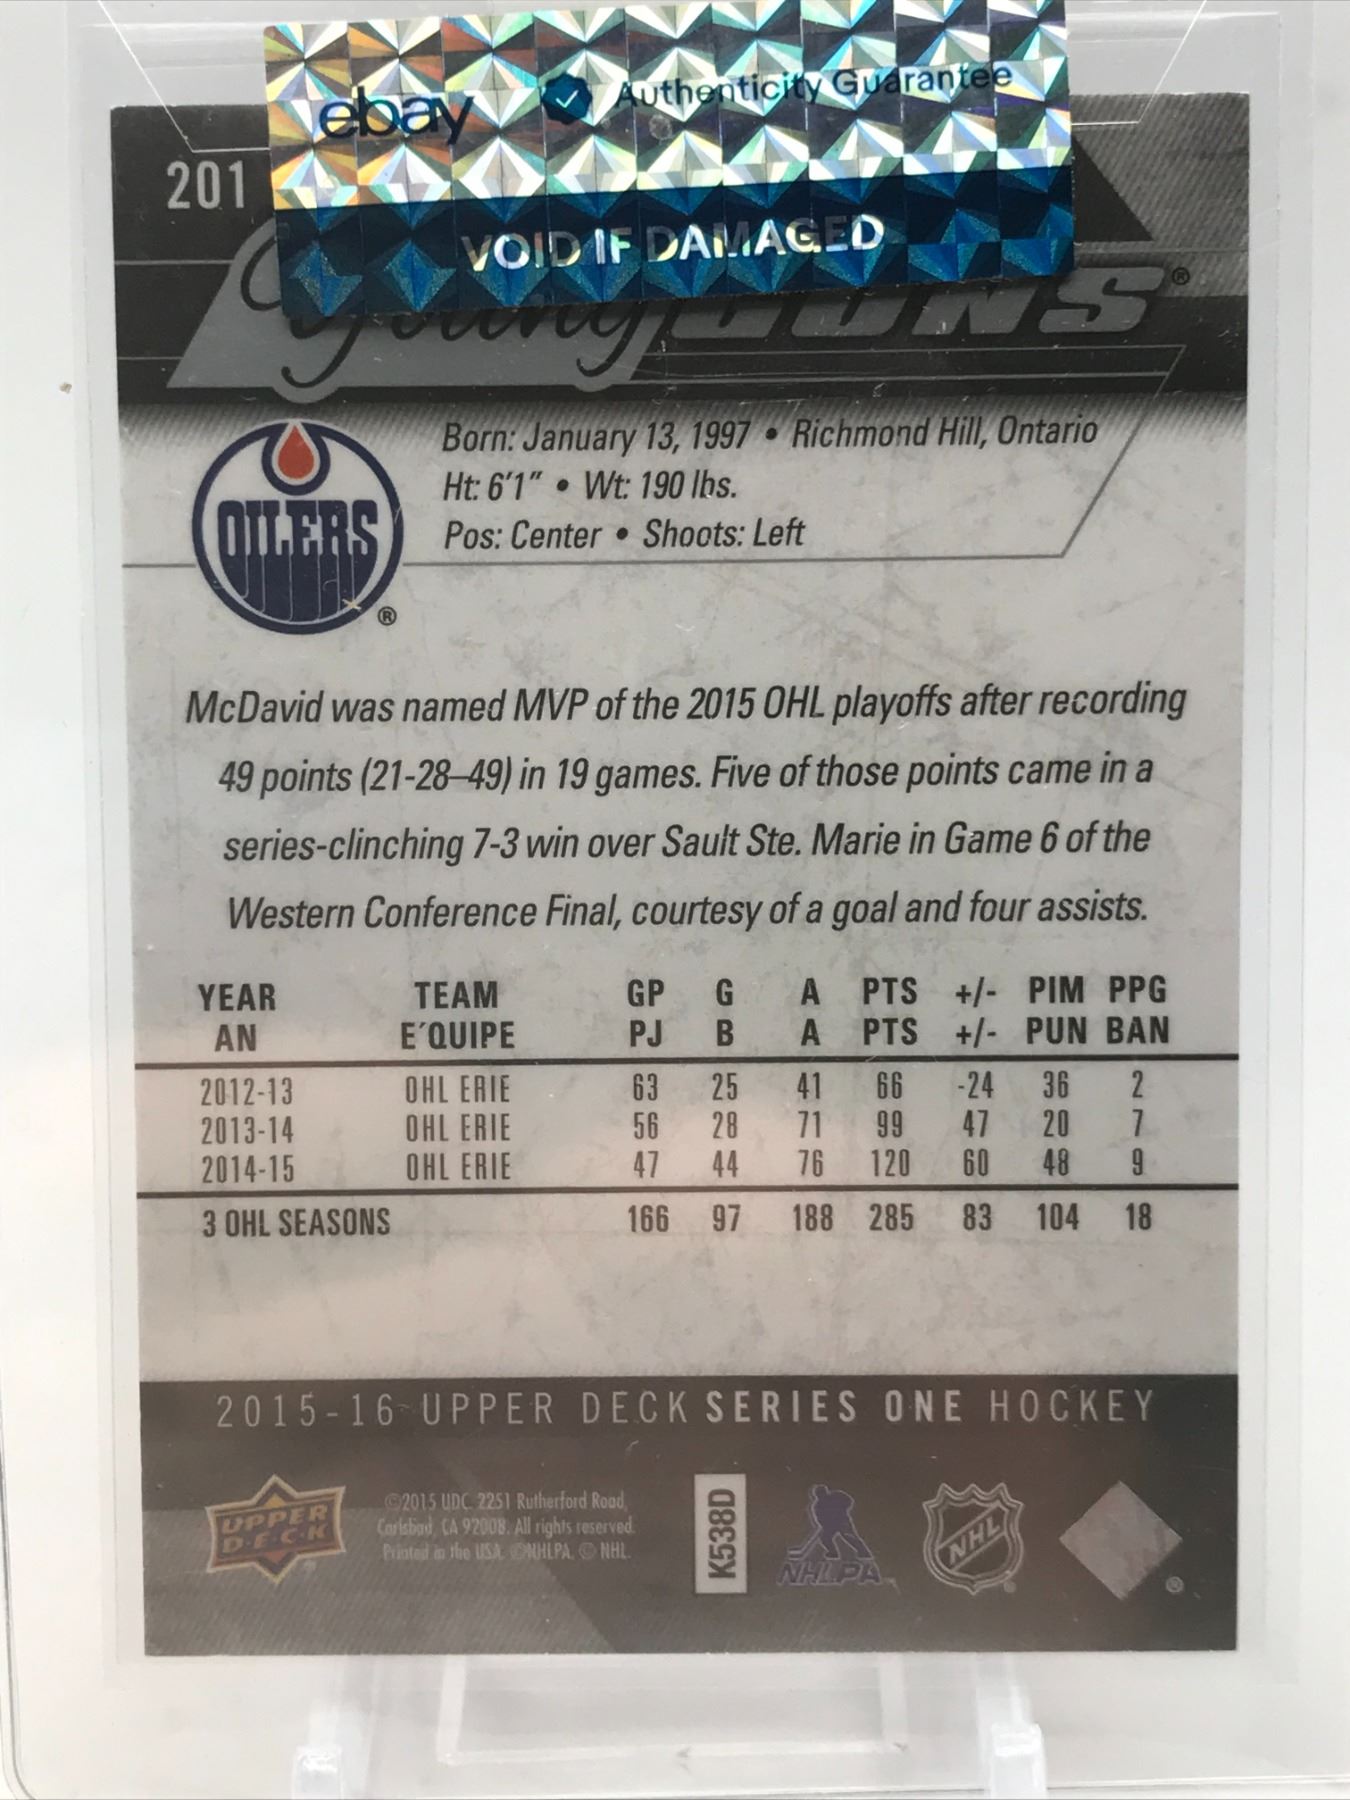 ebay Authenticity Guarantee
VOID IF DAMAGED
201
Young GUNS®
OILERS®
Born: January 13, 1997 • Richmond Hill, Ontario
Ht: 6'1" • Wt: 190 lbs.
Pos: Center • Shoots: Left
McDavid was named MVP of the 2015 OHL playoffs after recording
49 points (21-28–49) in 19 games. Five of those points came in a
series-clinching 7-3 win over Sault Ste. Marie in Game 6 of the
Western Conference Final, courtesy of a goal and four assists.
YEAR TEAM GP G A PTS +/- PIM PPG
AN E´QUIPE PJ B A PTS +/- PUN BAN
2012-13 OHL ERIE 63 25 41 66 -24 36 2
2013-14 OHL ERIE 56 28 71 99 47 20 7
2014-15 OHL ERIE 47 44 76 120 60 48 9
3 OHL SEASONS 166 97 188 285 83 104 18
2015-16 UPPER DECK SERIES ONE HOCKEY
UPPER
D·E·C·K
©2015 UDC. 2251 Rutherford Road,
Carlsbad, CA 92008. All rights reserved.
Printed in the USA. ©NHLPA. © NHL.
K538D
NHLPA
NHL®
®